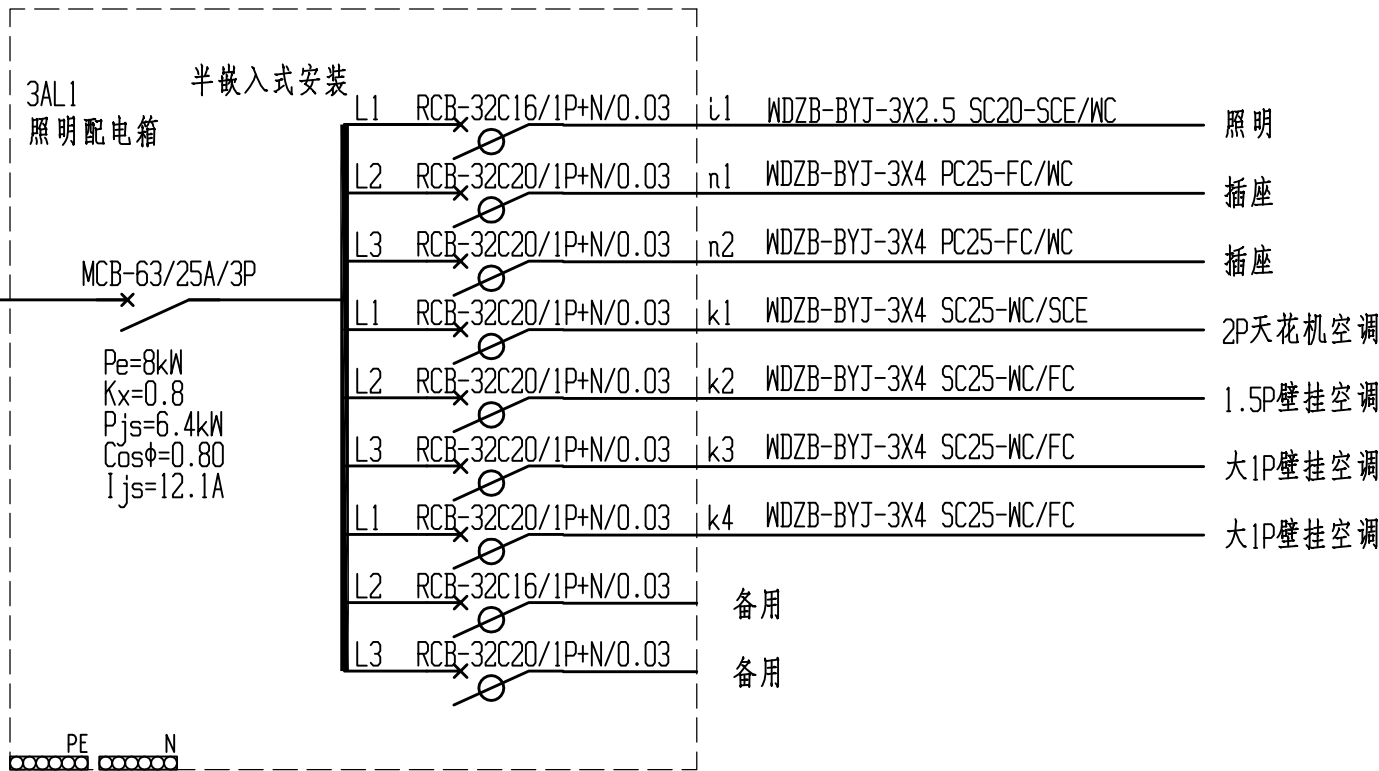 半嵌入式安装
3AL1
照明配电箱
L1 RCB-32C16/1P+N/0.03 i1 WDZB-BYJ-3X2.5 SC20-SCE/WC 照明
L2 RCB-32C20/1P+N/0.03 n1 WDZB-BYJ-3X4 PC25-FC/WC 插座
L3 RCB-32C20/1P+N/0.03 n2 WDZB-BYJ-3X4 PC25-FC/WC 插座
MCB-63/25A/3P
L1 RCB-32C20/1P+N/0.03 k1 WDZB-BYJ-3X4 SC25-WC/SCE 2P天花机空调
L2 RCB-32C20/1P+N/0.03 k2 WDZB-BYJ-3X4 SC25-WC/FC 1.5P壁挂空调
L3 RCB-32C20/1P+N/0.03 k3 WDZB-BYJ-3X4 SC25-WC/FC 大1P壁挂空调
L1 RCB-32C20/1P+N/0.03 k4 WDZB-BYJ-3X4 SC25-WC/FC 大1P壁挂空调
L2 RCB-32C16/1P+N/0.03 备用
L3 RCB-32C20/1P+N/0.03 备用
Pe=8kW
Kx=0.8
Pjs=6.4kW
Cosφ=0.80
Ijs=12.1A
PE N